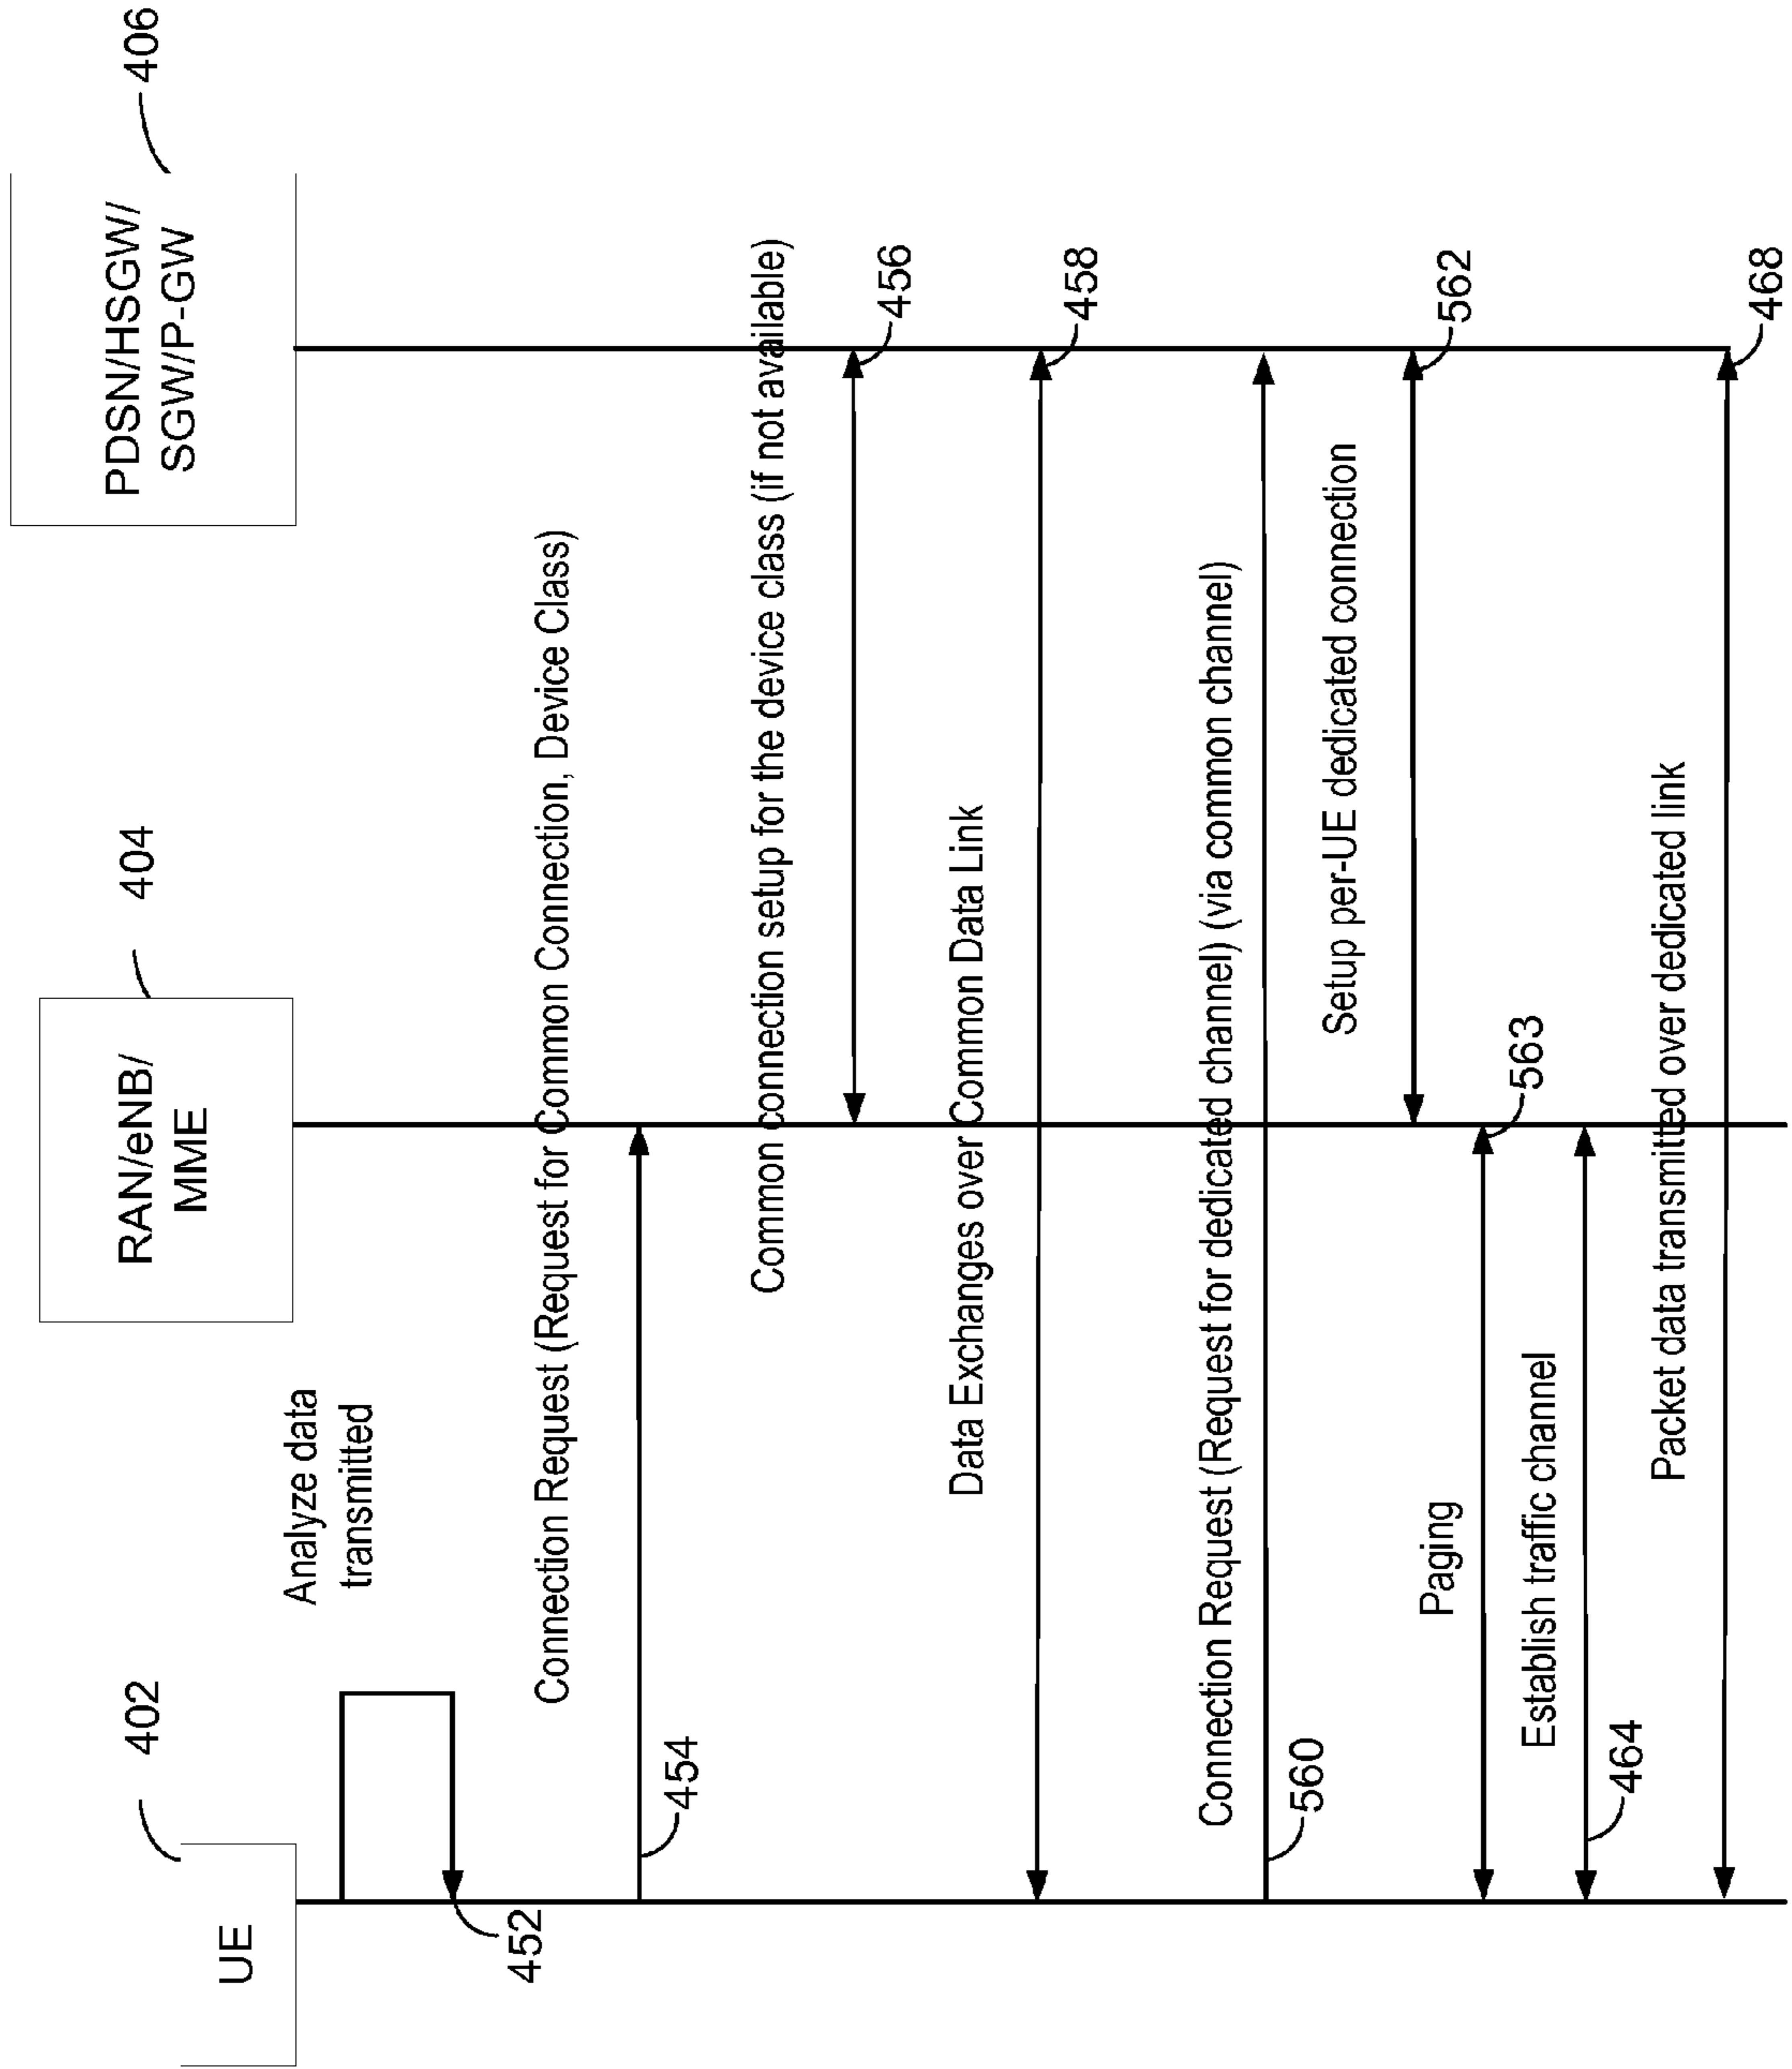 UE
402
RAN/eNB/
MME
404
PDSN/HSGW/
SGW/P-GW
406
Analyze data
transmitted
452
Connection Request (Request for Common Connection, Device Class)
454
Common connection setup for the device class (if not available)
456
Data Exchanges over Common Data Link
458
Connection Request (Request for dedicated channel) (via common channel)
560
Setup per-UE dedicated connection
562
Paging
563
Establish traffic channel
464
Packet data transmitted over dedicated link
468